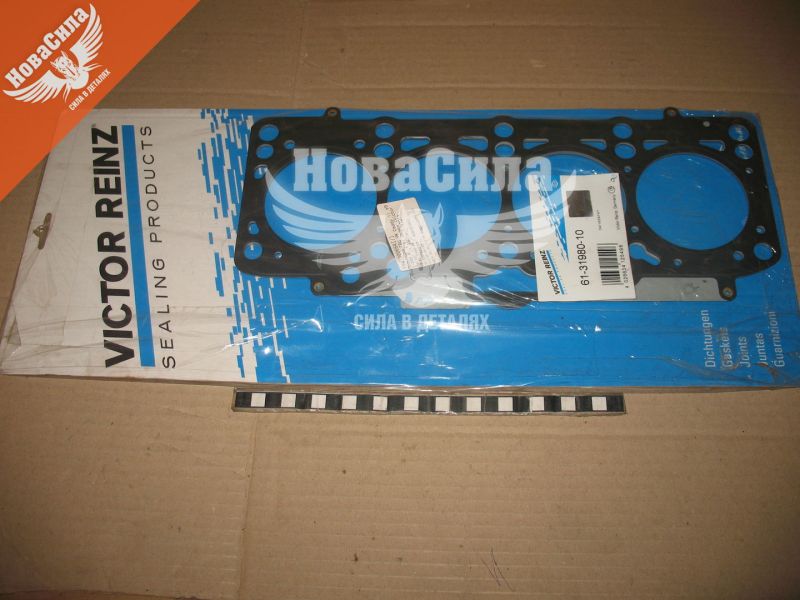 НоваСила
СИЛА В ДЕТАЛЯХ
VICTOR REINZ
SEALING PRODUCTS
НоваСила
СИЛА В ДЕТАЛЯХ
VICTOR REINZ
61-31980-10
Dichtungen
Gaskets
Joints
Juntas
Guarnizioni